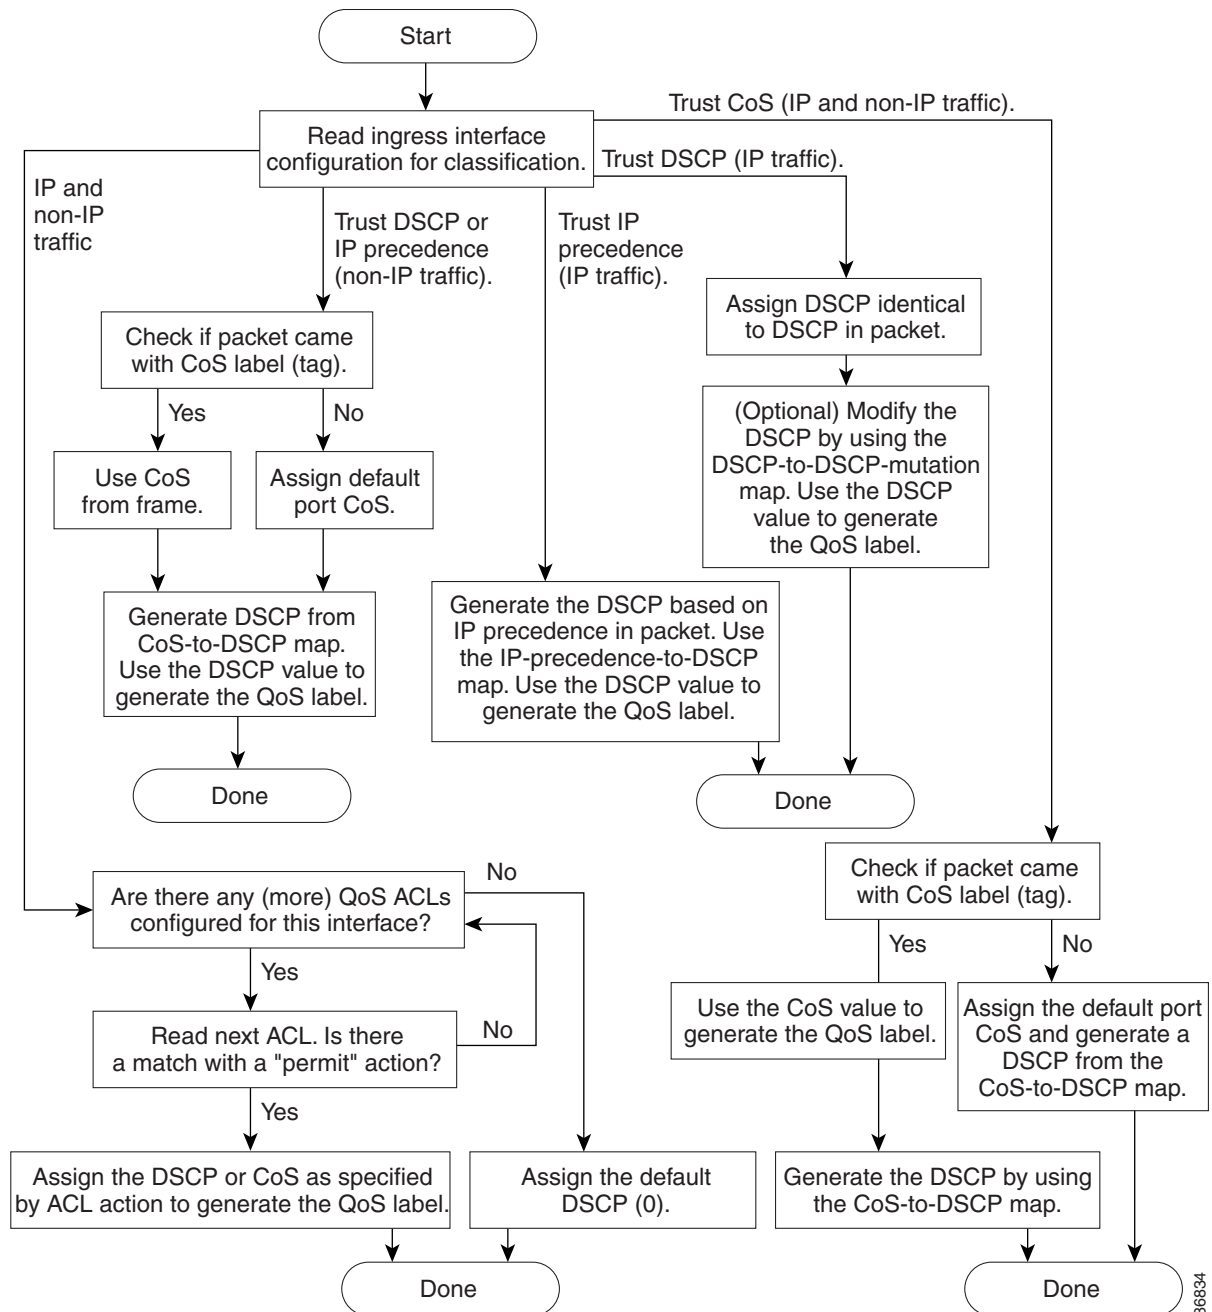 Start
Trust CoS (IP and non-IP traffic).
Read ingress interface
configuration for classification.
Trust DSCP (IP traffic).
IP and
non-IP
traffic
Trust DSCP or
IP precedence
(non-IP traffic).
Trust IP
precedence
(IP traffic).
Assign DSCP identical
to DSCP in packet.
Check if packet came
with CoS label (tag).
Yes
No
(Optional) Modify the
DSCP by using the
DSCP-to-DSCP-mutation
map. Use the DSCP
value to generate
the QoS label.
Use CoS
from frame.
Assign default
port CoS.
Generate DSCP from
CoS-to-DSCP map.
Use the DSCP value to
generate the QoS label.
Generate the DSCP based on
IP precedence in packet. Use
the IP-precedence-to-DSCP
map. Use the DSCP value to
generate the QoS label.
Done
Done
Check if packet came
with CoS label (tag).
Are there any (more) QoS ACLs
configured for this interface?
No
Yes
No
Yes
Read next ACL. Is there
a match with a "permit" action?
No
Use the CoS value to
generate the QoS label.
Assign the default port
CoS and generate a
DSCP from the
CoS-to-DSCP map.
Yes
Assign the DSCP or CoS as specified
by ACL action to generate the QoS label.
Assign the default
DSCP (0).
Generate the DSCP by using
the CoS-to-DSCP map.
Done
Done